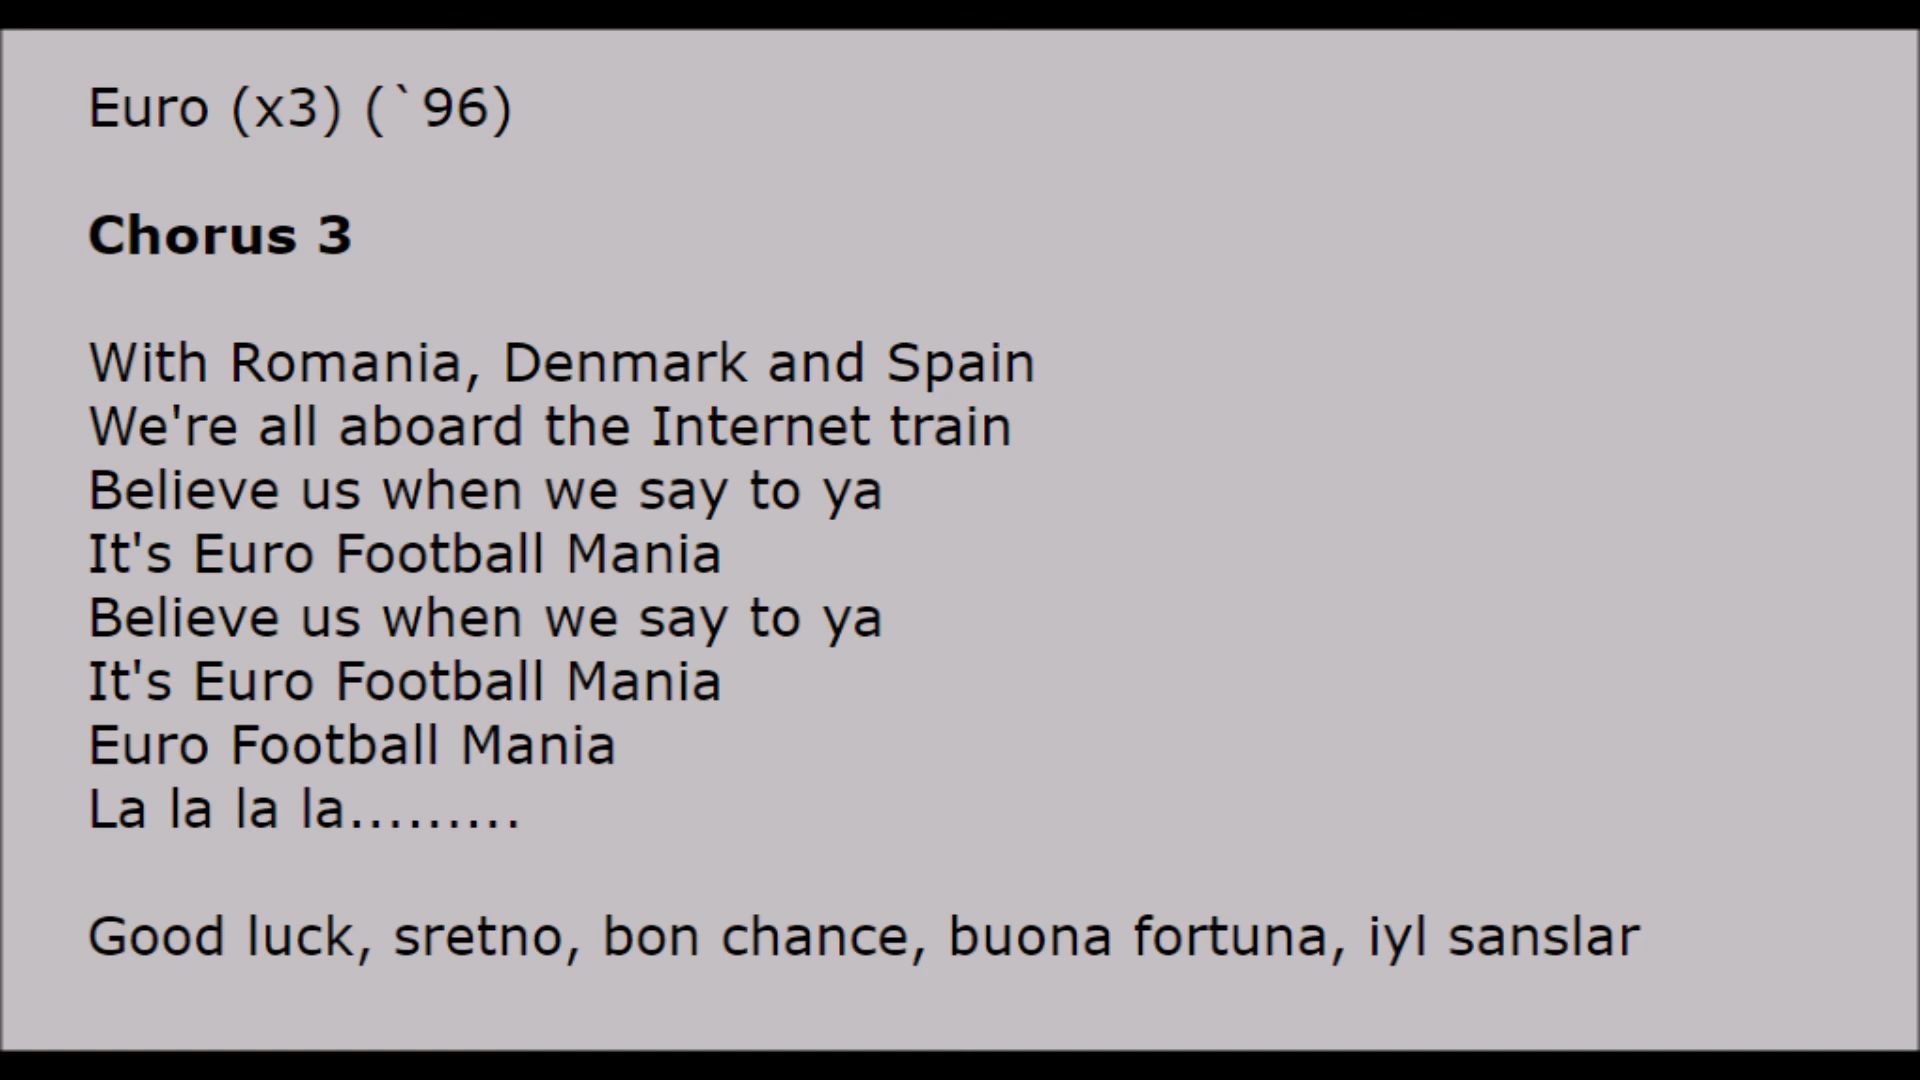 Euro (x3) (`96)
Chorus 3
With Romania, Denmark and Spain
We're all aboard the Internet train
Believe us when we say to ya
It's Euro Football Mania
Believe us when we say to ya
It's Euro Football Mania
Euro Football Mania
La la la la.........
Good luck, sretno, bon chance, buona fortuna, iyl sanslar